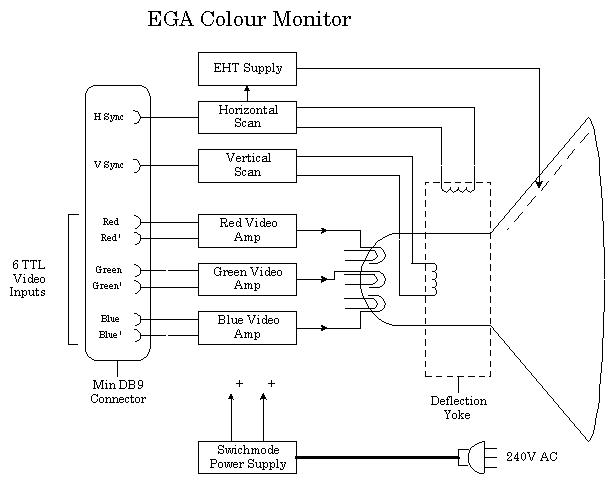 EGA Colour Monitor
EHT Supply
H Sync
Horizontal
Scan
V Sync
Vertical
Scan
Red
Red'
Red Video
Amp
6 TTL
Video
Inputs
Green
Green'
Green Video
Amp
Blue
Blue'
Blue Video
Amp
Min DB9
Connector
+ +
Deflection
Yoke
Swichmode
Power Supply
240V AC